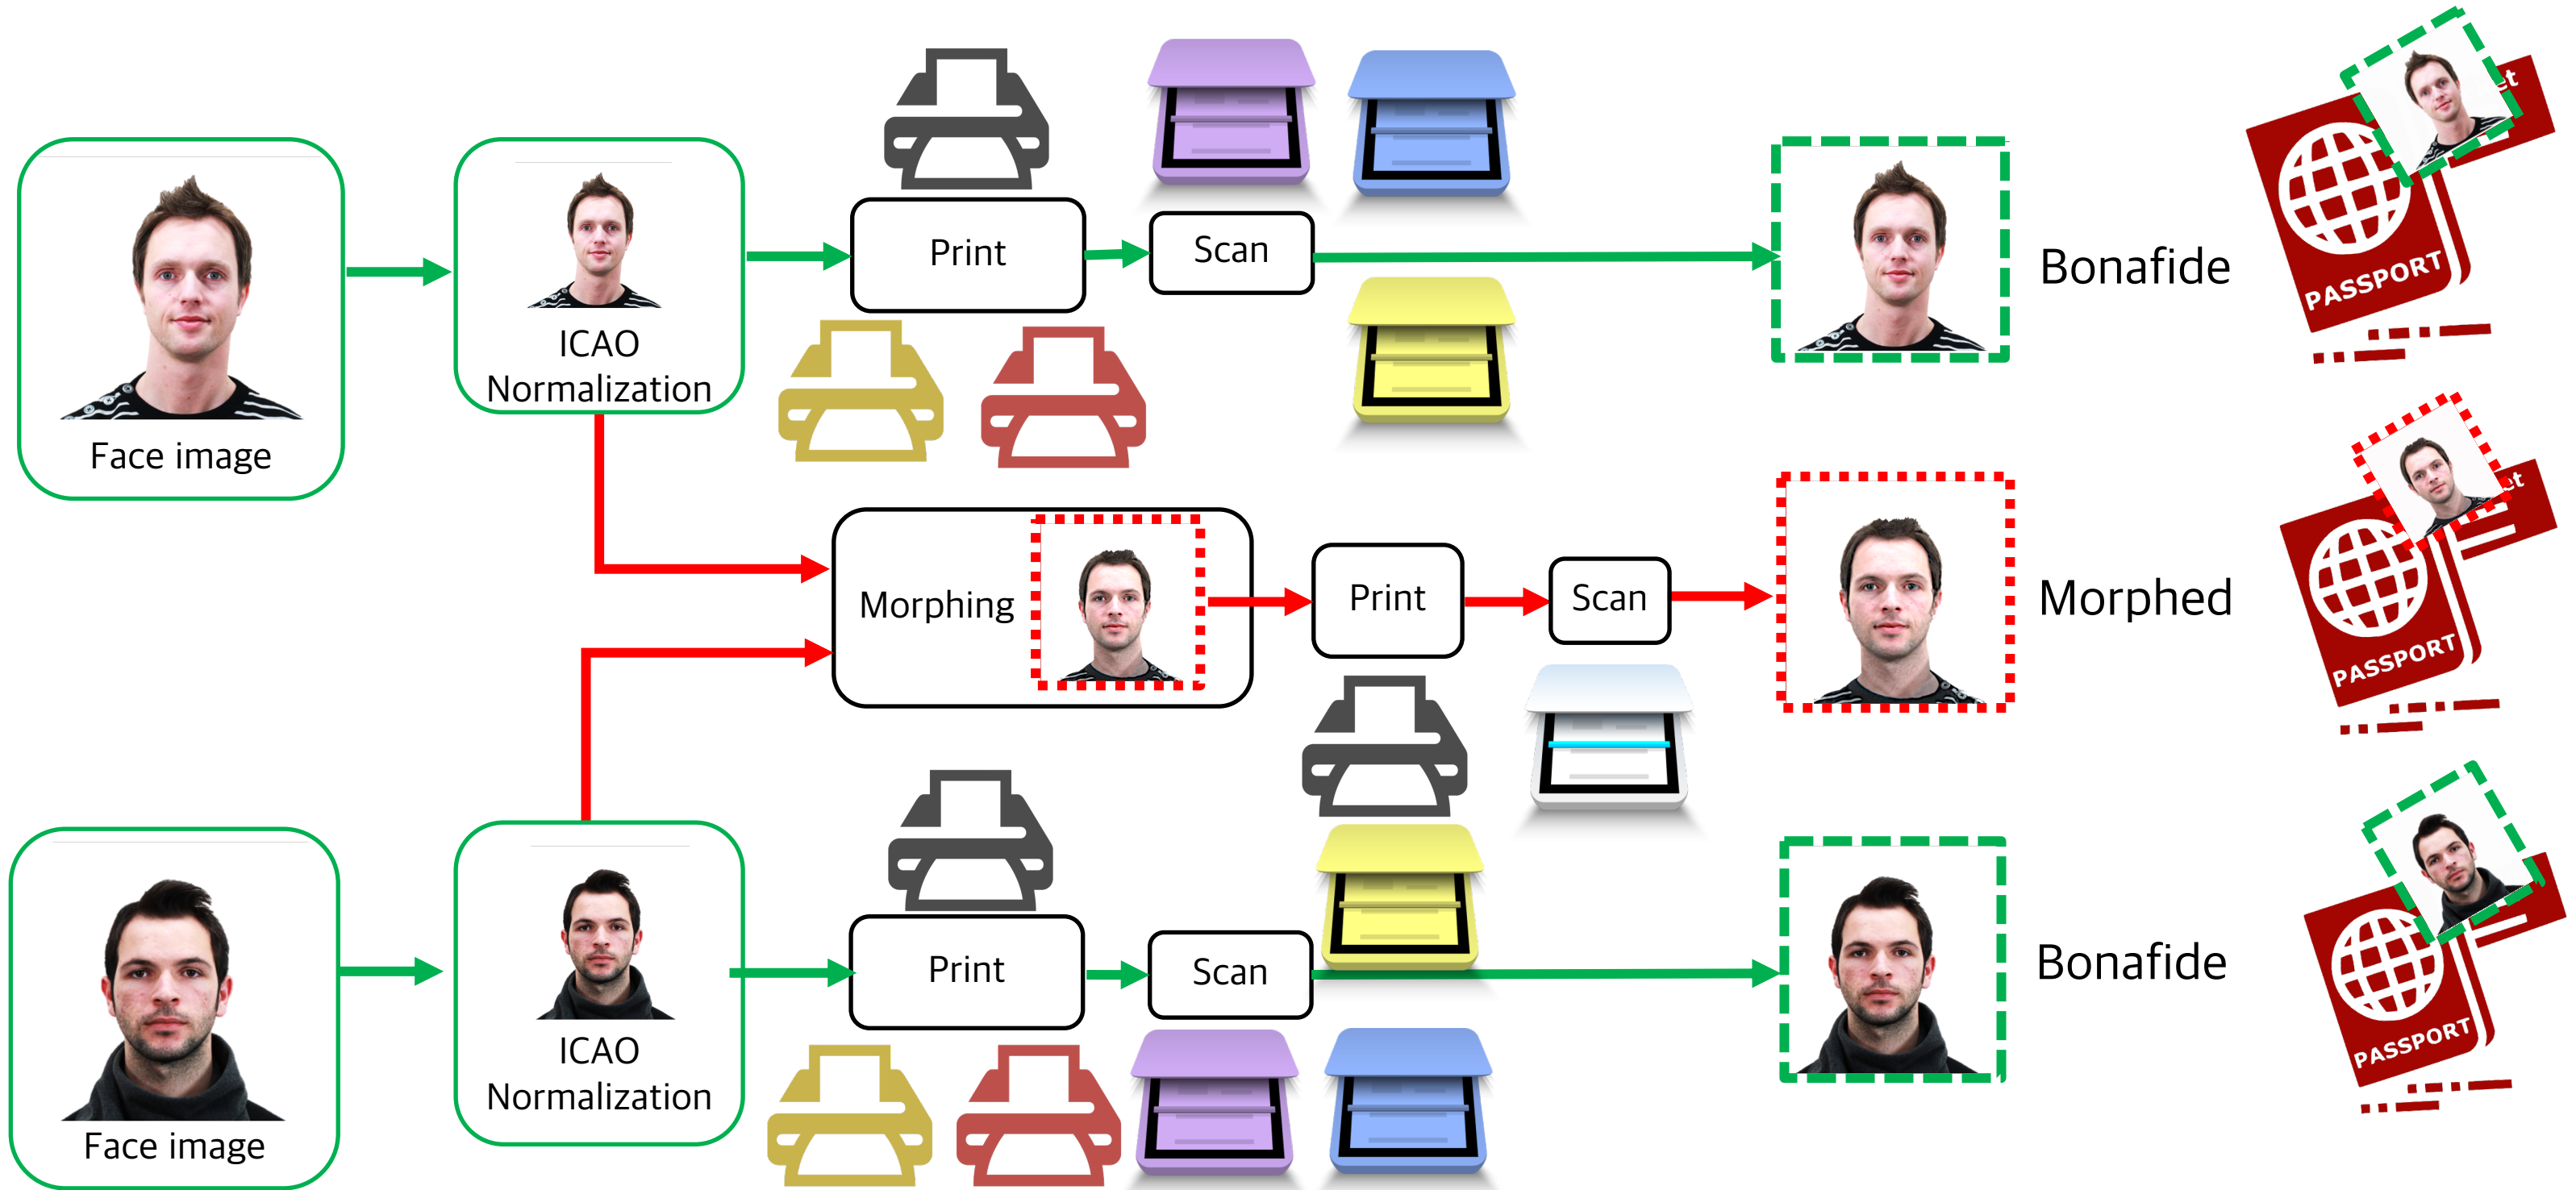 Face image
ICAO
Normalization
Print
Scan
Bonafide
PASSPORT
Morphing
Print
Scan
Morphed
PASSPORT
Face image
ICAO
Normalization
Print
Scan
Bonafide
PASSPORT